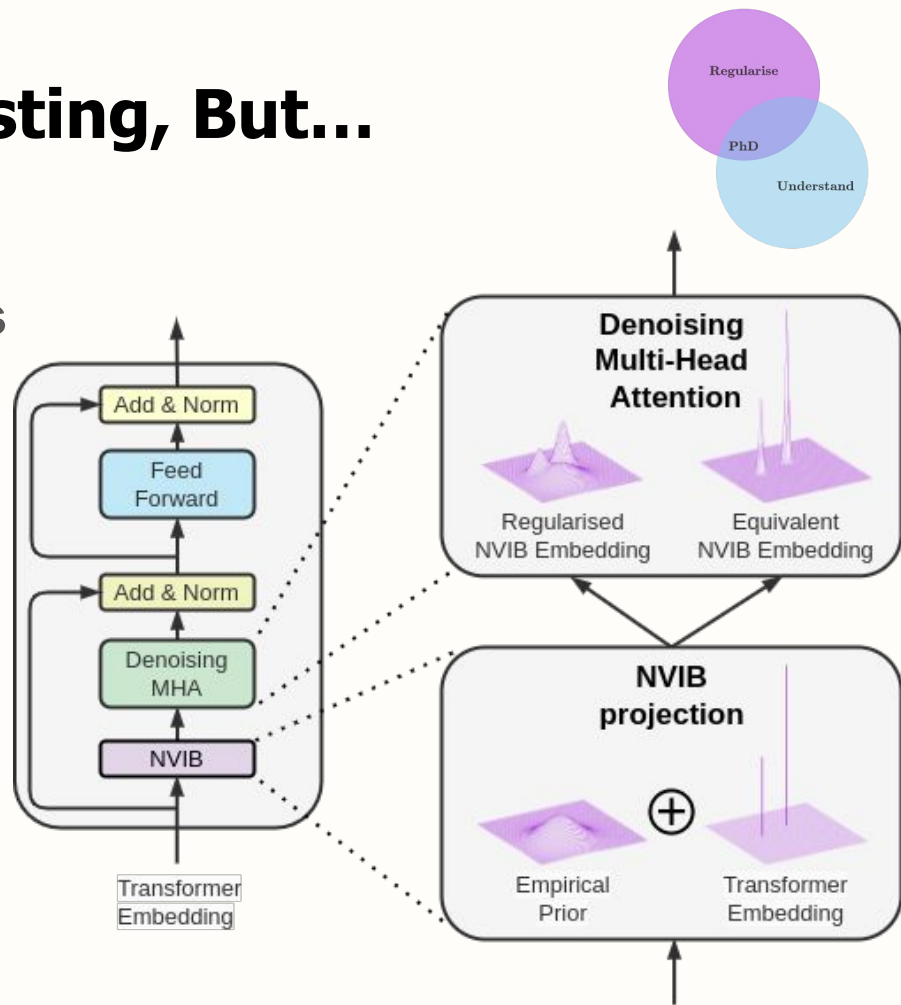 sting, But...
Regularise
PhD
Understand
s
Add & Norm
Feed
Forward
Add & Norm
Denoising
MHA
NVIB
Transformer
Embedding
Denoising
Multi-Head
Attention
Regularised
NVIB Embedding
Equivalent
NVIB Embedding
NVIB
projection
Empirical
Prior
Transformer
Embedding